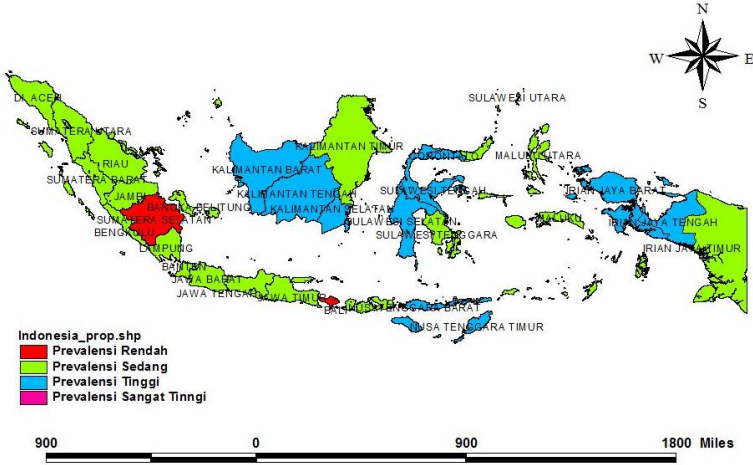 N
W E
S
DI. ACEH
SUMATERA UTARA
RIAU
SUMATERA BARAT
JAMBI
BANGKA BELITUNG
SUMATERA SELATAN
BENGKULU
LAMPUNG
BANTEN
JAWA BARAT
JAWA TENGAH
JAWA TIMUR
BALI
NUSA TENGGARA BARAT
NUSA TENGGARA TIMUR
KALIMANTAN TIMUR
KALIMANTAN BARAT
KALIMANTAN TENGAH
KALIMANTAN SELATAN
SULAWESI UTARA
GORONTALO
SULAWESI TENGAH
SULAWESI SELATAN
SULAWESI TENGGARA
MALUKU UTARA
MALUKU
IRIAN JAYA BARAT
IRIAN JAYA TENGAH
IRIAN JAYA TIMUR
Indonesia_prop.shp
Prevalensi Rendah
Prevalensi Sedang
Prevalensi Tinggi
Prevalensi Sangat Tinngi
900 0 900 1800 Miles